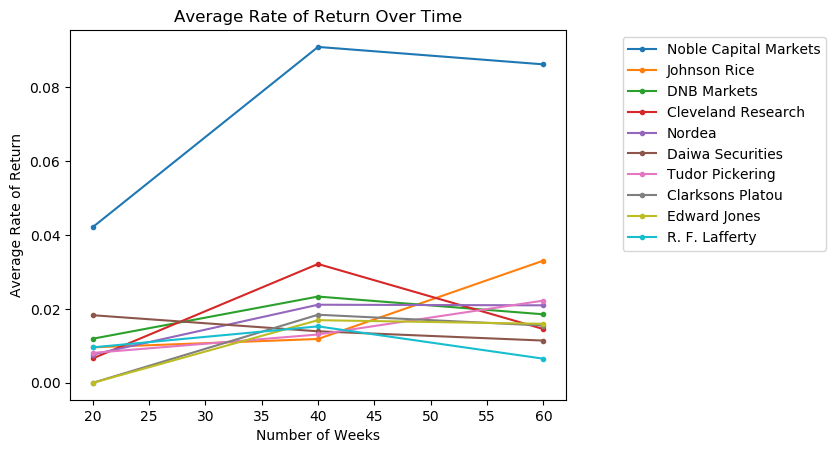 Average Rate of Return Over Time
Average Rate of Return
0.08
0.06
0.04
0.02
0.00
20 25 30 35 40 45 50 55 60
Number of Weeks
Noble Capital Markets
Johnson Rice
DNB Markets
Cleveland Research
Nordea
Daiwa Securities
Tudor Pickering
Clarksons Platou
Edward Jones
R. F. Lafferty